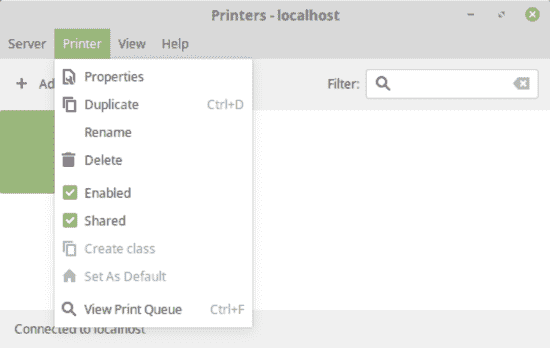 Printers - localhost
Server Printer View Help
Ad
Filter:
Properties
Duplicate Ctrl+D
Rename
Delete
Enabled
Shared
Create class
Set As Default
View Print Queue Ctrl+F
Connected to localhost